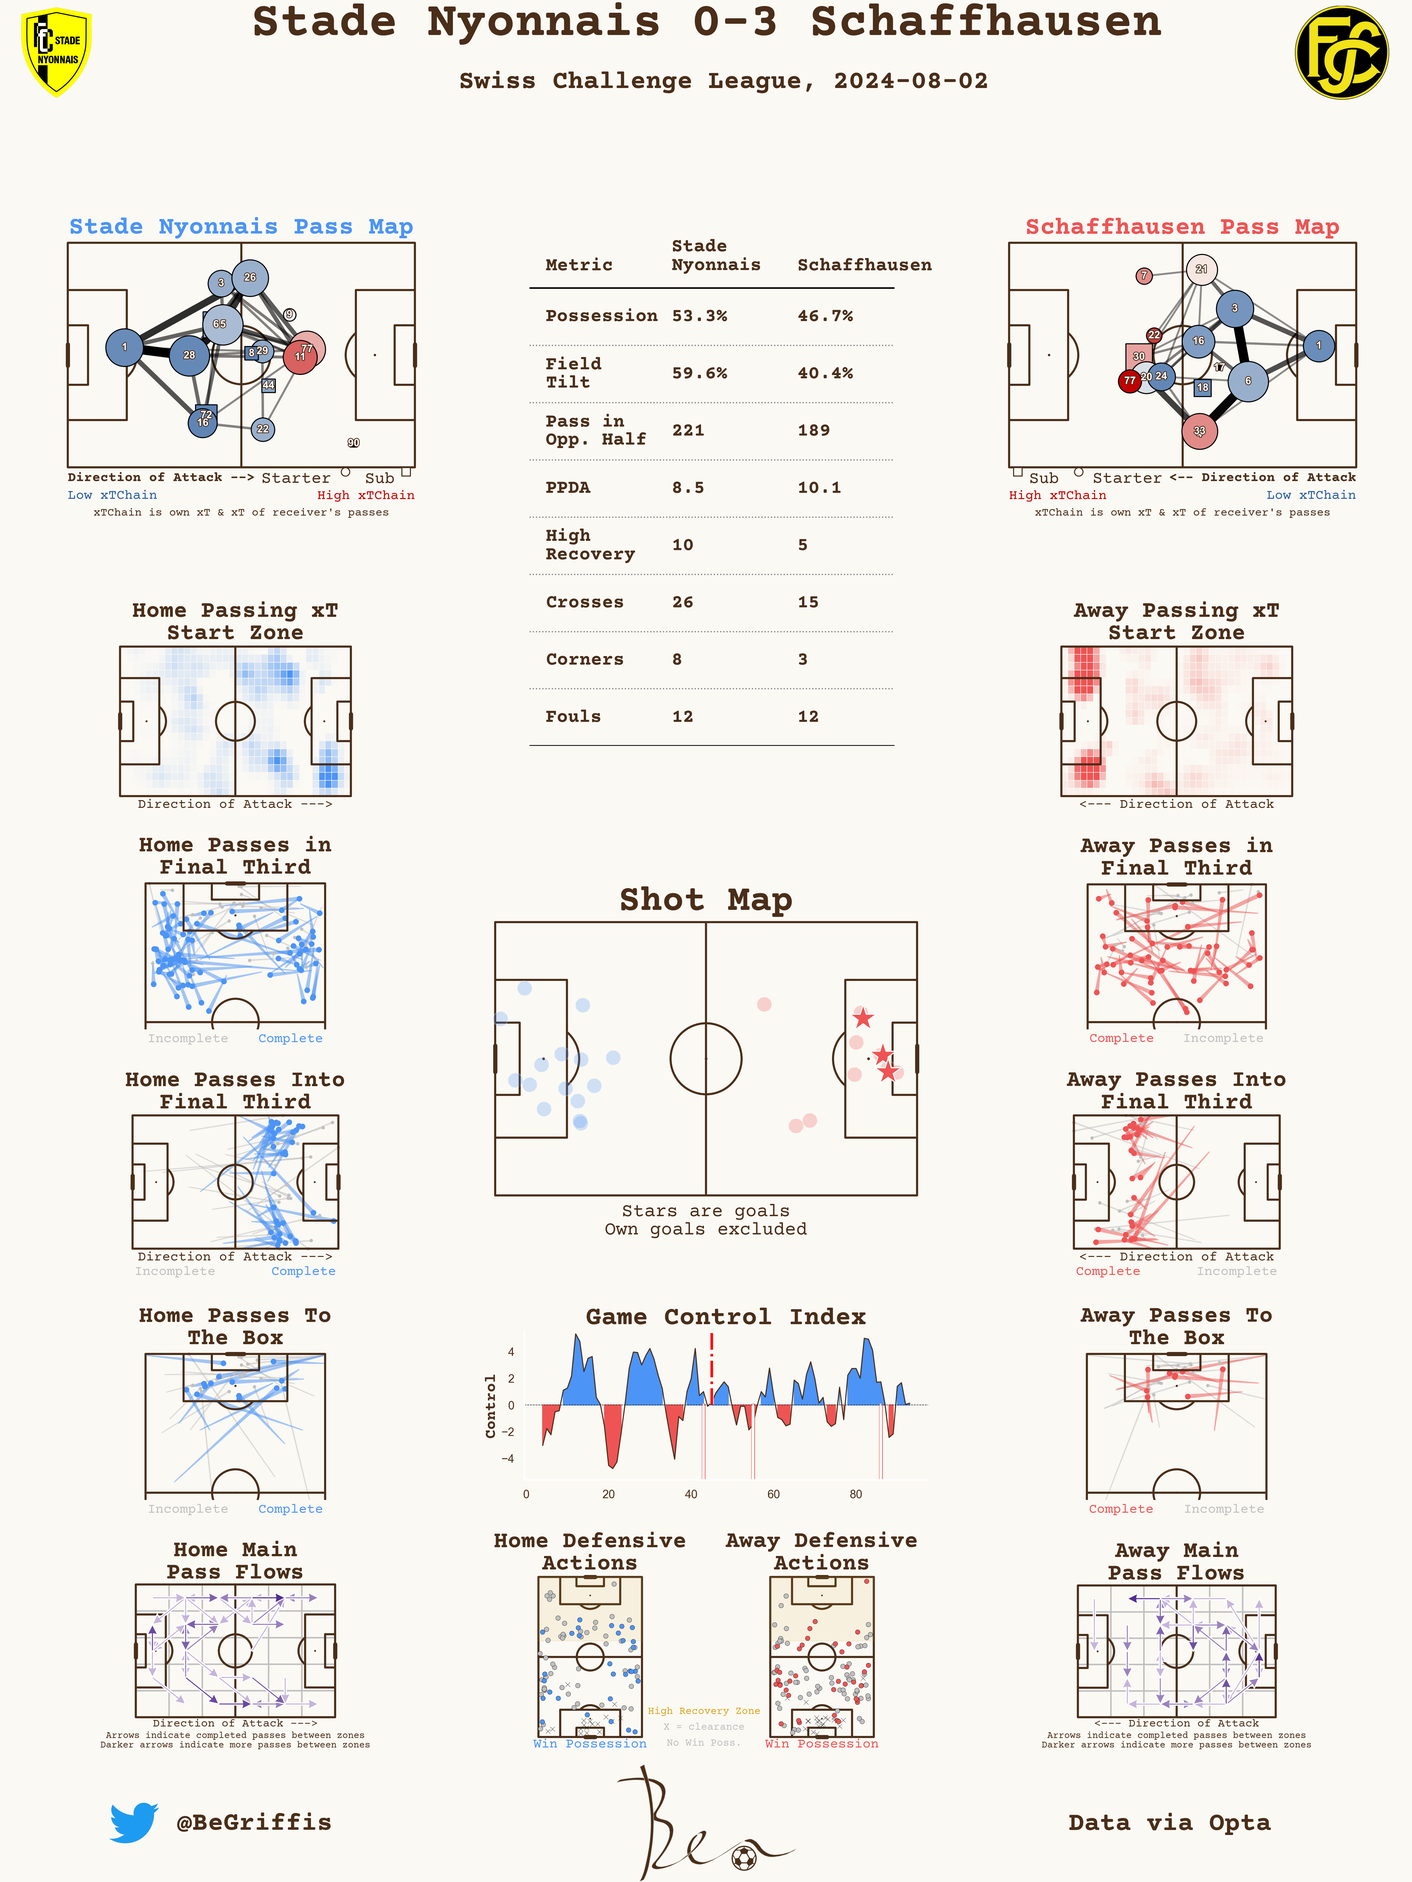 Stade Nyonnais 0-3 Schaffhausen
Swiss Challenge League, 2024-08-02
FC STADE
NYONNAIS
FCS
Stade Nyonnais Pass Map
3
26
9
65
1
28
8
29
77
11
44
72
16
22
90
Direction of Attack --> Starter Sub
Low xTChain High xTChain
xTChain is own xT & xT of receiver's passes
Metric Stade Nyonnais Schaffhausen
Possession 53.3% 46.7%
Field Tilt 59.6% 40.4%
Pass in Opp. Half 221 189
PPDA 8.5 10.1
High Recovery 10 5
Crosses 26 15
Corners 8 3
Fouls 12 12
Schaffhausen Pass Map
7
21
3
22
16
1
30
17
77
20
24
18
6
33
Sub Starter <-- Direction of Attack
High xTChain Low xTChain
xTChain is own xT & xT of receiver's passes
Home Passing xT
Start Zone
Direction of Attack --->
Away Passing xT
Start Zone
<--- Direction of Attack
Home Passes in
Final Third
Incomplete Complete
Away Passes in
Final Third
Complete Incomplete
Shot Map
Stars are goals
Own goals excluded
Home Passes Into
Final Third
Direction of Attack --->
Incomplete Complete
Away Passes Into
Final Third
<--- Direction of Attack
Complete Incomplete
Home Passes To
The Box
Incomplete Complete
Game Control Index
Control
4
2
0
−2
−4
0 20 40 60 80
Away Passes To
The Box
Complete Incomplete
Home Main
Pass Flows
Direction of Attack --->
Arrows indicate completed passes between zones
Darker arrows indicate more passes between zones
Home Defensive
Actions
Win Possession
High Recovery Zone
X = clearance
No Win Poss.
Away Defensive
Actions
Win Possession
Away Main
Pass Flows
<--- Direction of Attack
Arrows indicate completed passes between zones
Darker arrows indicate more passes between zones
@BeGriffis
Ben
Data via Opta